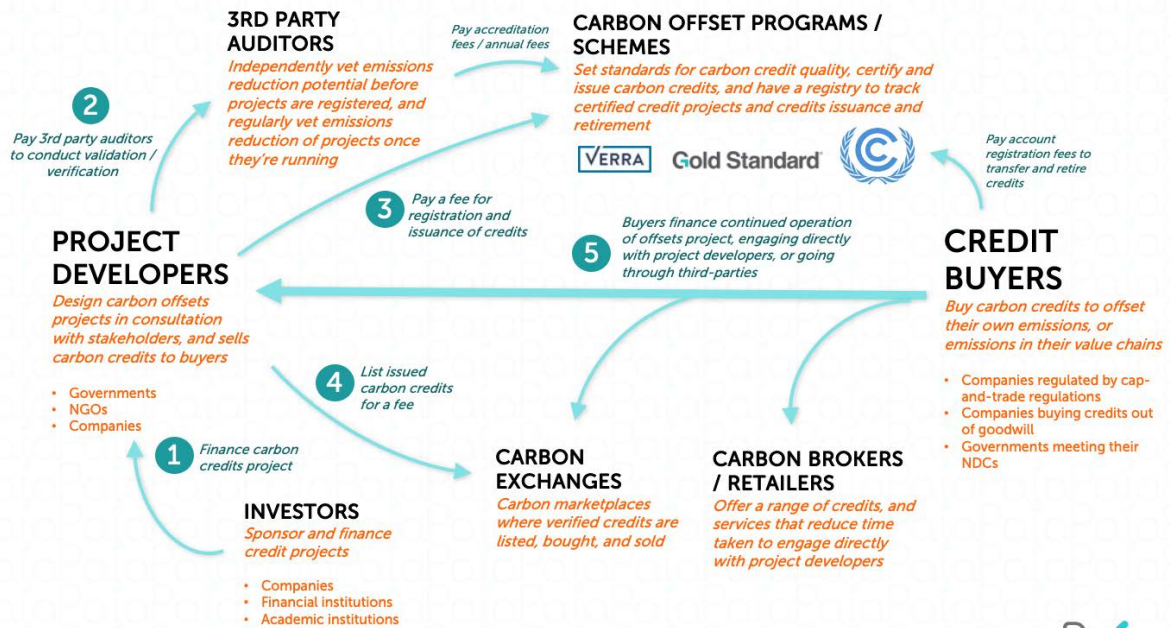 3RD PARTY
AUDITORS
Independently vet emissions
reduction potential before
projects are registered, and
regularly vet emissions
reduction of projects once
they're running
Pay accreditation
fees / annual fees
CARBON OFFSET PROGRAMS /
SCHEMES
Set standards for carbon credit quality, certify and
issue carbon credits, and have a registry to track
certified credit projects and credits issuance and
retirement
VERRA
Gold Standard
2
Pay 3rd party auditors
to conduct validation /
verification
Pay account
registration fees to
transfer and retire
credits
3
Pay a fee for
registration and
issuance of credits
5
Buyers finance continued operation
of offsets project, engaging directly
with project developers, or going
through third-parties
PROJECT
DEVELOPERS
Design carbon offsets
projects in consultation
with stakeholders, and sells
carbon credits to buyers
• Governments
• NGOs
• Companies
CREDIT
BUYERS
Buy carbon credits to offset
their own emissions, or
emissions in their value chains
• Companies regulated by cap-
and-trade regulations
• Companies buying credits out
of goodwill
• Governments meeting their
NDCs
4
List issued
carbon credits
for a fee
1
Finance carbon
credits project
INVESTORS
Sponsor and finance
credit projects
• Companies
• Financial institutions
• Academic institutions
CARBON
EXCHANGES
Carbon marketplaces
where verified credits are
listed, bought, and sold
CARBON BROKERS
/ RETAILERS
Offer a range of credits, and
services that reduce time
taken to engage directly
with project developers